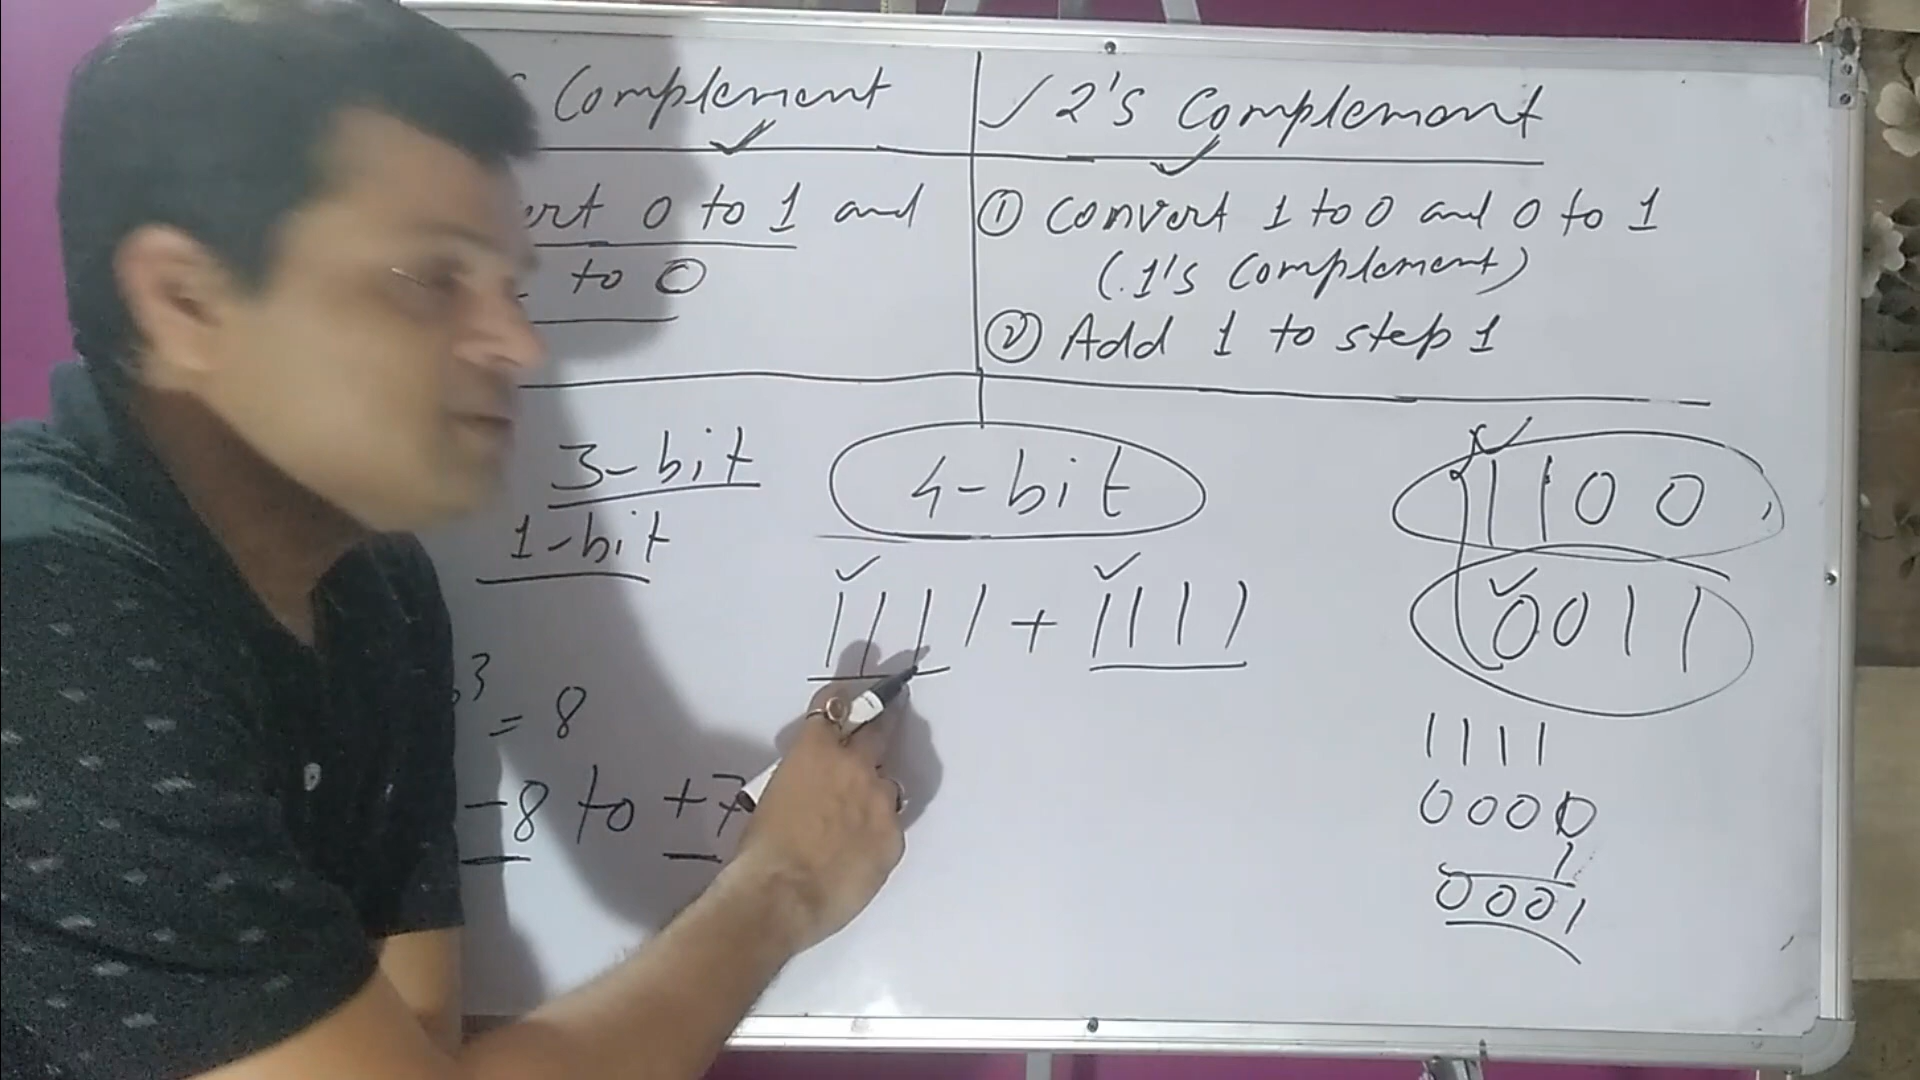 Complement
✓ 2's Complement
0 to 1 and
to 0
① Convert 1 to 0 and 0 to 1
(1's Complement)
② Add 1 to step 1
3-bit
1-bit
4-bit
1111 + 1111
3 = 8
-8 to +7
1100
0011
1111
0000
1
0001